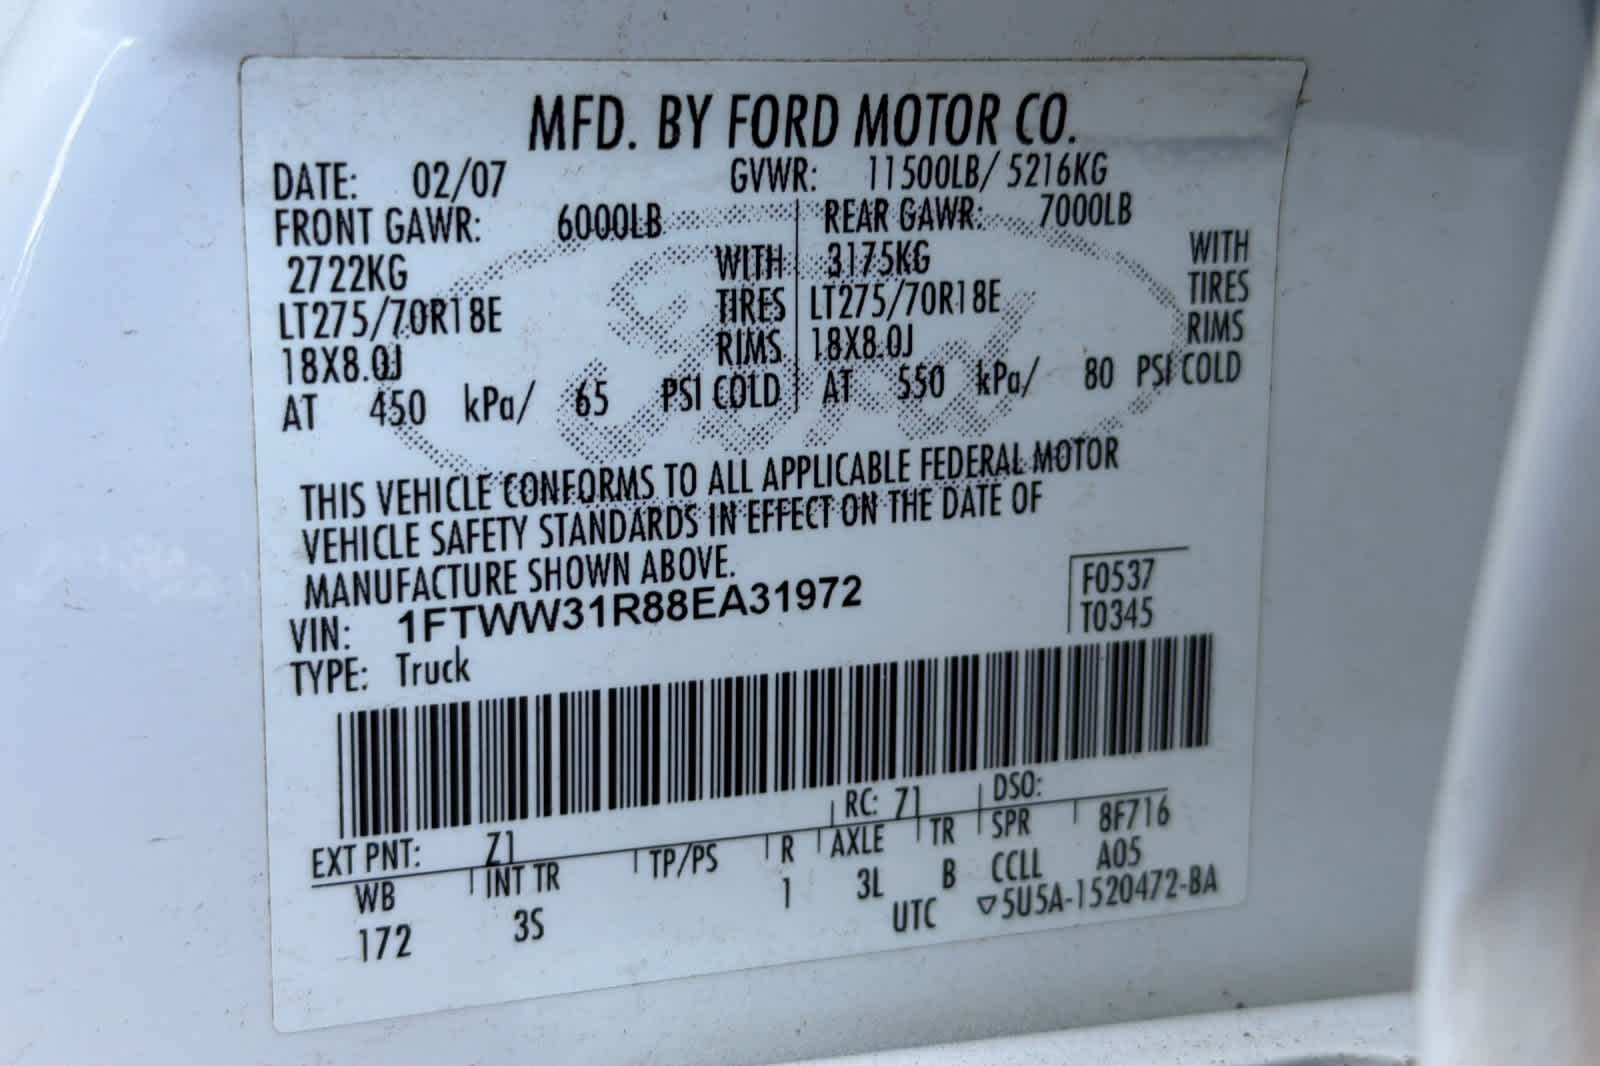 MFD. BY FORD MOTOR CO.
DATE: 02/07 GVWR: 11500LB/ 5216KG
FRONT GAWR: 6000LB REAR GAWR: 7000LB
2722KG WITH 3175KG WITH
LT275/70R18E TIRES LT275/70R18E TIRES
18X8.0J RIMS 18X8.0J RIMS
AT 450 kPa/ 65 PSI COLD AT 550 kPa/ 80 PSI COLD
Ford
THIS VEHICLE CONFORMS TO ALL APPLICABLE FEDERAL MOTOR
VEHICLE SAFETY STANDARDS IN EFFECT ON THE DATE OF
MANUFACTURE SHOWN ABOVE.
VIN: 1FTWW31R88EA31972
F0537
T0345
TYPE: Truck
EXT PNT: Z1 RC: 71 DSO:
WB INT TR TP/PS R AXLE TR SPR 8F716
172 3S 1 3L B CCLL A05
UTC ▽5U5A-1520472-BA